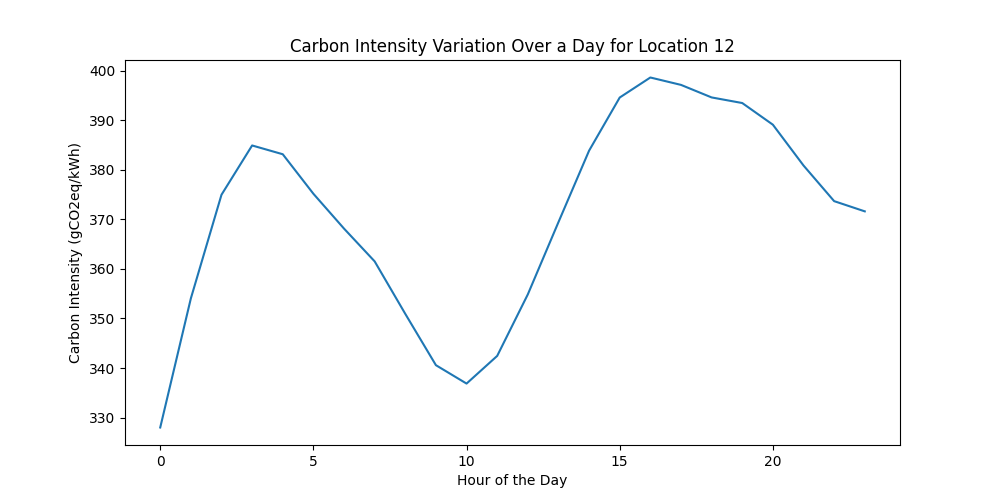 Carbon Intensity Variation Over a Day for Location 12
Carbon Intensity (gCO2eq/kWh)
400
390
380
370
360
350
340
330
0 5 10 15 20
Hour of the Day